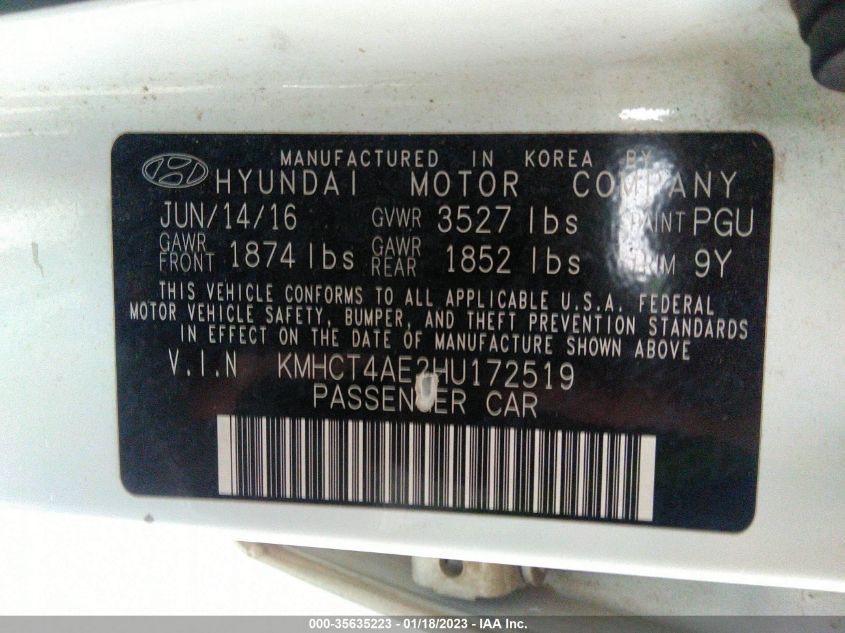 MANUFACTURED IN KOREA BY
HYUNDAI MOTOR COMPANY
JUN/14/16 GVWR 3527 lbs PAINT PGU
GAWR FRONT 1874 lbs GAWR REAR 1852 lbs 9Y
THIS VEHICLE CONFORMS TO ALL APPLICABLE U.S.A. FEDERAL
MOTOR VEHICLE SAFETY, BUMPER, AND THEFT PREVENTION STANDARDS
IN EFFECT ON THE DATE OF MANUFACTURE SHOWN ABOVE
V.I.N KMHCT4AE2HU172519
PASSENGER CAR
000-35635223 - 01/18/2023 - IAA Inc.